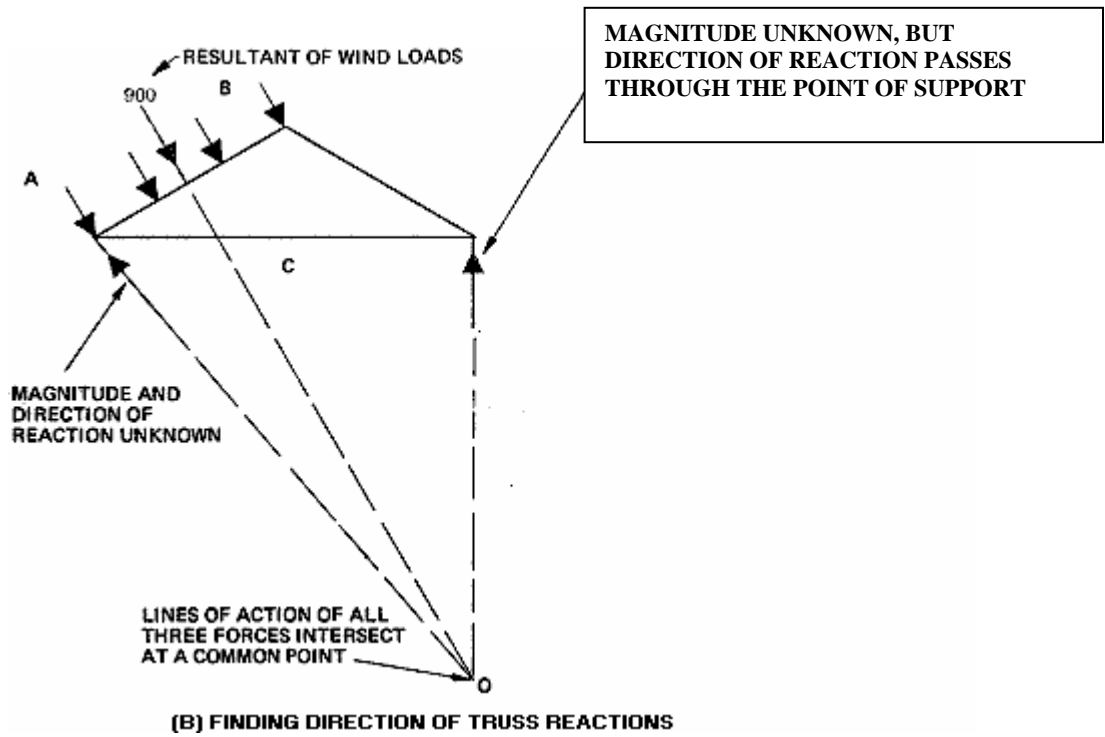 MAGNITUDE UNKNOWN, BUT
DIRECTION OF REACTION PASSES
THROUGH THE POINT OF SUPPORT
RESULTANT OF WIND LOADS
900
B
A
C
MAGNITUDE AND
DIRECTION OF
REACTION UNKNOWN
LINES OF ACTION OF ALL
THREE FORCES INTERSECT
AT A COMMON POINT
O
(B) FINDING DIRECTION OF TRUSS REACTIONS